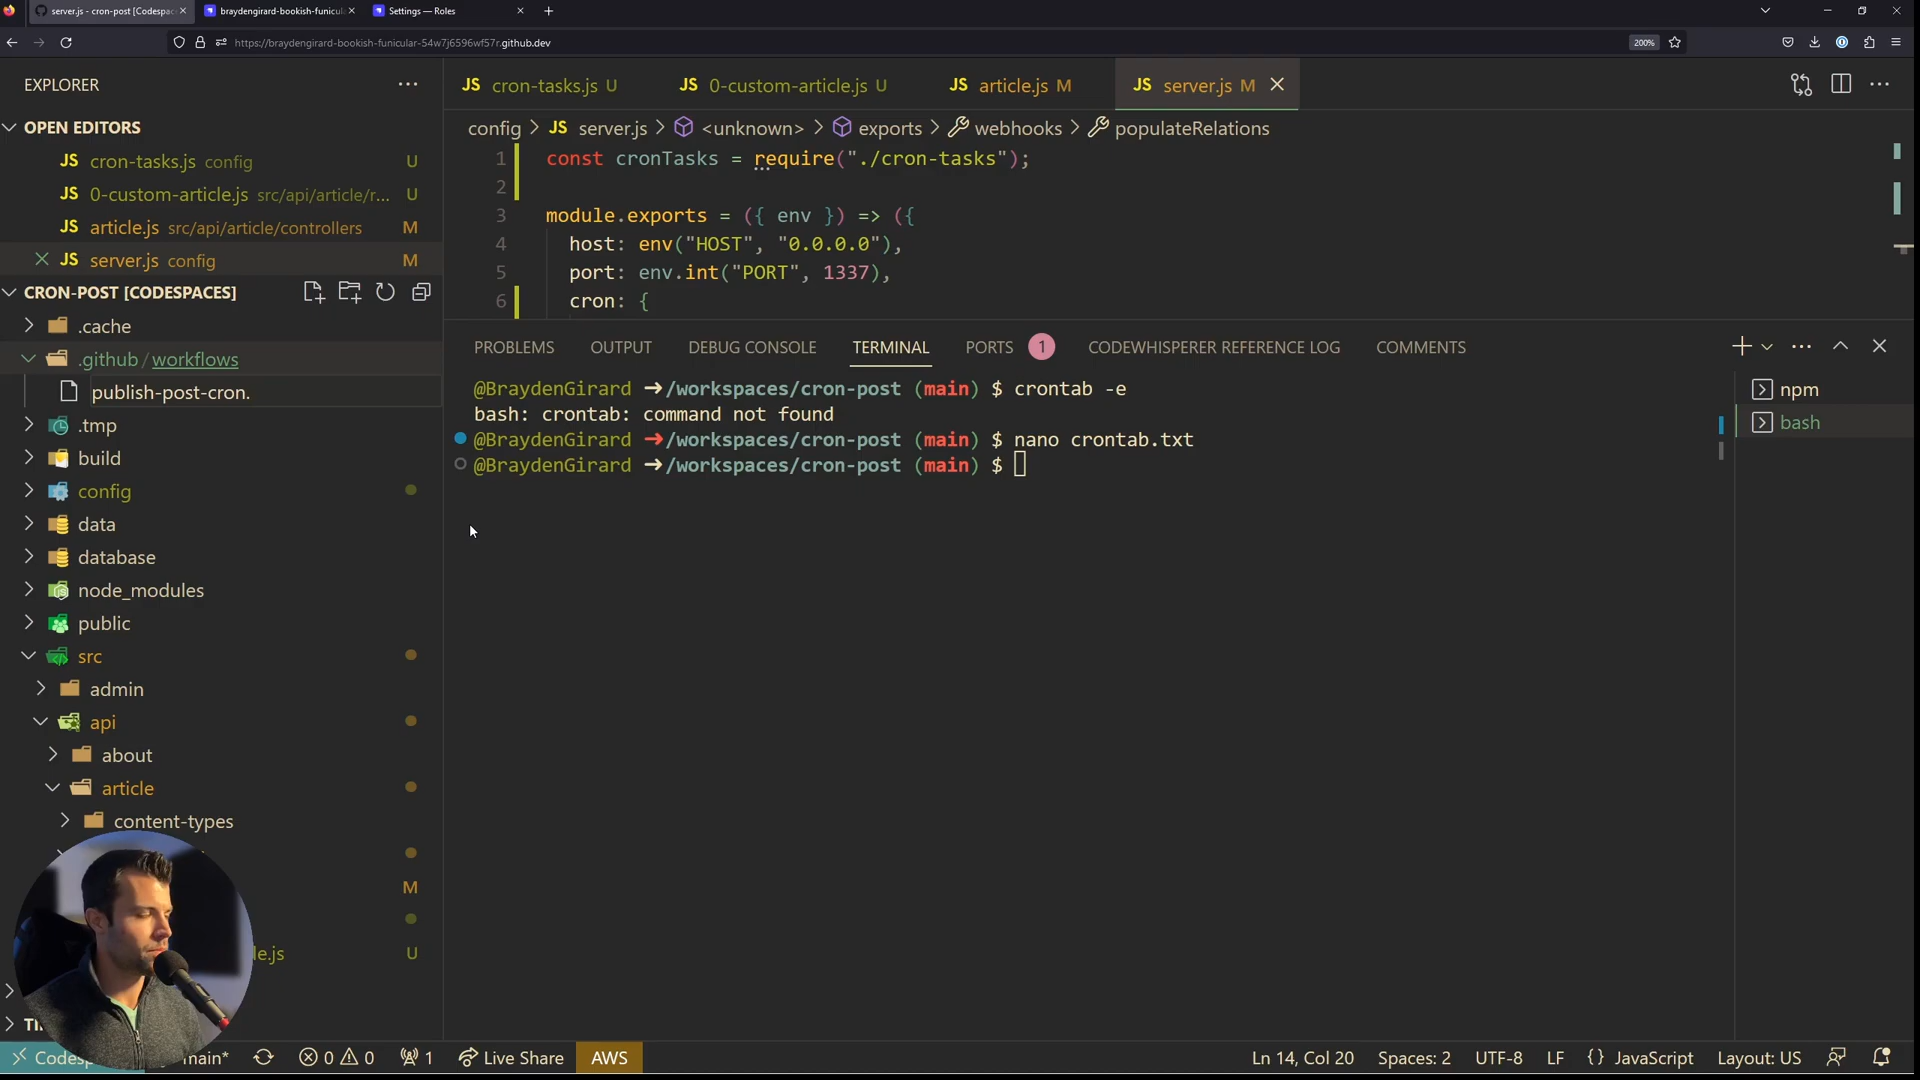 server.js - cron-post [Codespac
braydengirard-bookish-funicula
Settings — Roles
https://braydengirard-bookish-funicular-54w7j6596wf57r.github.dev
200%
EXPLORER
OPEN EDITORS
JS cron-tasks.js config U
JS 0-custom-article.js src/api/article/r... U
JS article.js src/api/article/controllers M
JS server.js config M
CRON-POST [CODESPACES]
.cache
.github / workflows
publish-post-cron.
.tmp
build
config
data
database
node_modules
public
src
admin
api
about
article
content-types
M
le.js U
TI
JS cron-tasks.js U
JS 0-custom-article.js U
JS article.js M
JS server.js M
config > JS server.js > <unknown> > exports > webhooks > populateRelations
1 const cronTasks = require("./cron-tasks");
2
3 module.exports = ({ env }) => ({
4 host: env("HOST", "0.0.0.0"),
5 port: env.int("PORT", 1337),
6 cron: {
PROBLEMS OUTPUT DEBUG CONSOLE TERMINAL PORTS 1 CODEWHISPERER REFERENCE LOG COMMENTS
@BraydenGirard ➜ /workspaces/cron-post (main) $ crontab -e
bash: crontab: command not found
@BraydenGirard ➜ /workspaces/cron-post (main) $ nano crontab.txt
@BraydenGirard ➜ /workspaces/cron-post (main) $
npm
bash
Codesp main* 0 0 1 Live Share AWS Ln 14, Col 20 Spaces: 2 UTF-8 LF {} JavaScript Layout: US